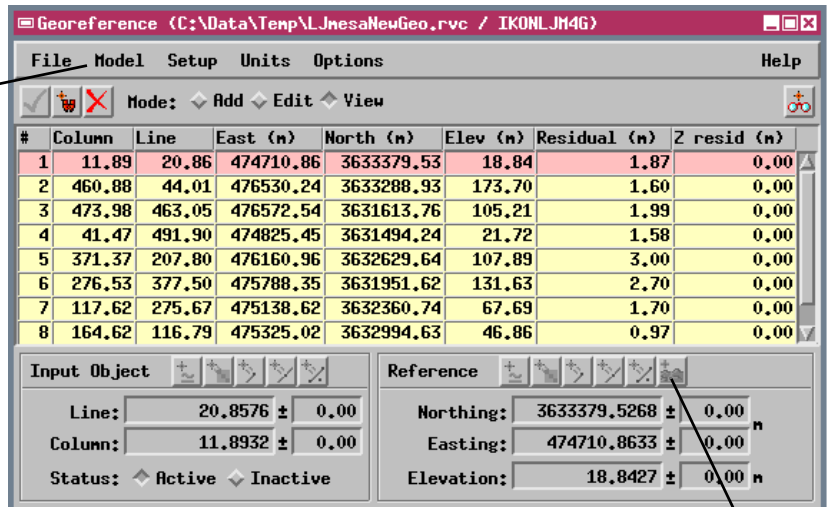 Georeference (C:\Data\Temp\LJmesaNewGeo.rvc / IKONLJM4G)
File Model Setup Units Options Help
Mode: Add Edit View
# Column Line East (m) North (m) Elev (m) Residual (m) Z resid (m)
1 11.89 20.86 474710.86 3633379.53 18.84 1.87 0.00
2 460.88 44.01 476530.24 3633288.93 173.70 1.60 0.00
3 473.98 463.05 476572.54 3631613.76 105.21 1.99 0.00
4 41.47 491.90 474825.45 3631494.24 21.72 1.58 0.00
5 371.37 207.80 476160.96 3632629.64 107.89 3.00 0.00
6 276.53 377.50 475788.35 3631951.62 131.63 2.70 0.00
7 117.62 275.67 475138.62 3632360.74 67.69 1.70 0.00
8 164.62 116.79 475325.02 3632994.63 46.86 0.97 0.00
Input Object Reference
Line: 20.8576 ± 0.00 Northing: 3633379.5268 ± 0.00
m
Column: 11.8932 ± 0.00 Easting: 474710.8633 ± 0.00
Status: Active Inactive Elevation: 18.8427 ± 0.00 m